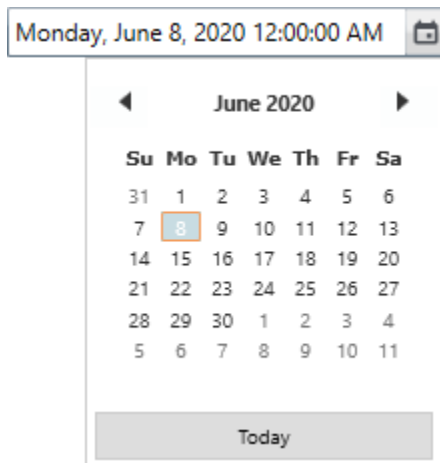 Monday, June 8, 2020 12:00:00 AM
June 2020
Su Mo Tu We Th Fr Sa
31 1 2 3 4 5 6
7 8 9 10 11 12 13
14 15 16 17 18 19 20
21 22 23 24 25 26 27
28 29 30 1 2 3 4
5 6 7 8 9 10 11
Today